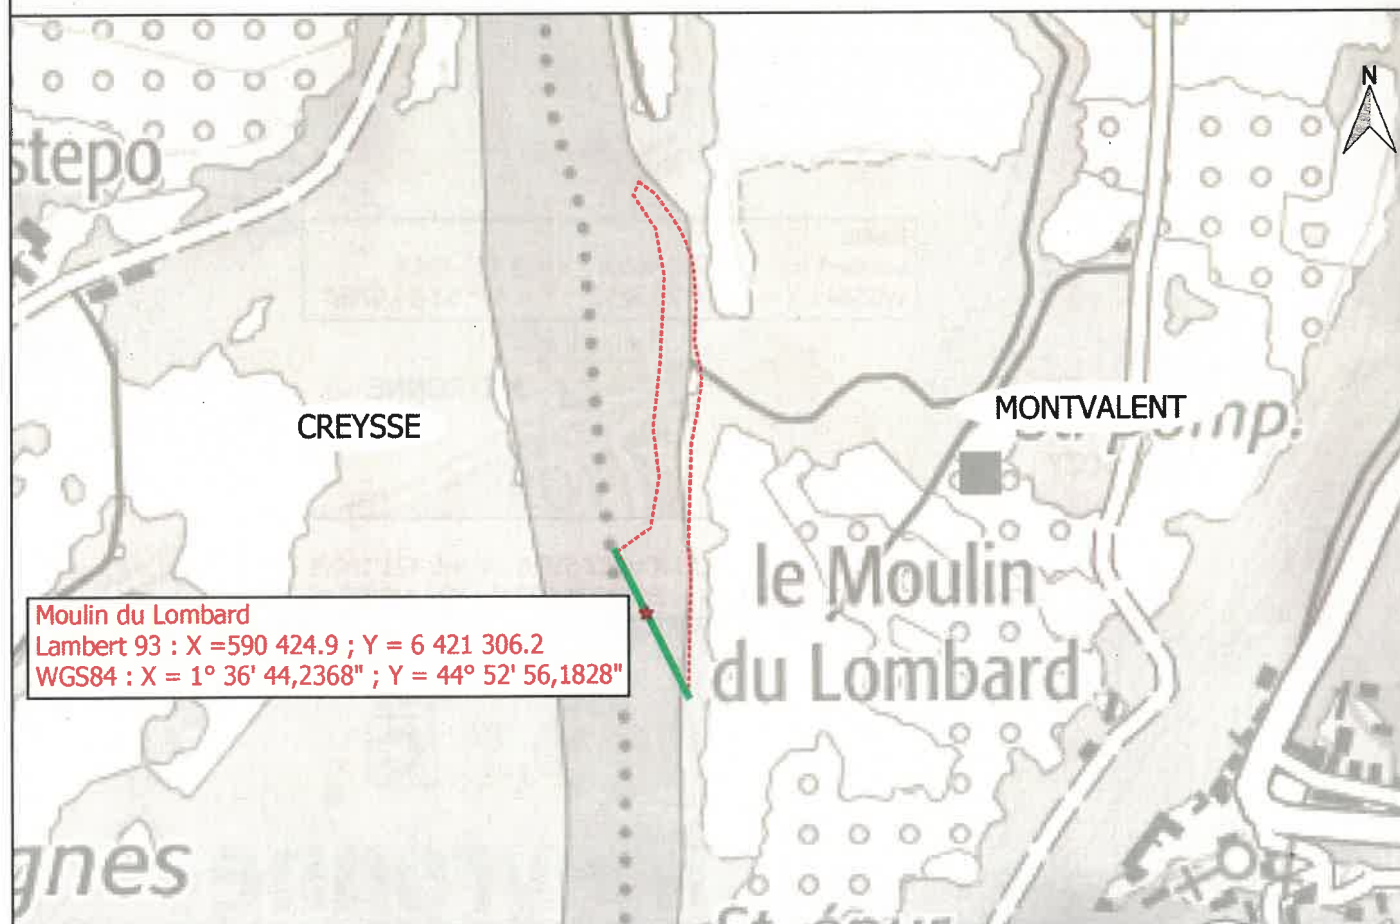 N
stepo
CREYSSE
MONTVALENT
le Moulin
du Lombard
Moulin du Lombard
Lambert 93 : X =590 424.9 ; Y = 6 421 306.2
WGS84 : X = 1° 36' 44,2368" ; Y = 44° 52' 56,1828"
gnés